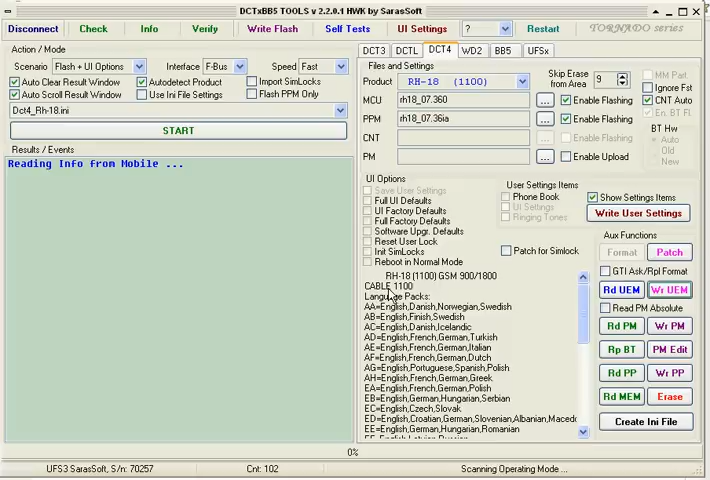 DCTxBB5 TOOLS v 2.2.0.1 HWK by SarasSoft
Disconnect Check Info Verify Write Flash Self Tests UI Settings ? Restart TORNADO series
Action / Mode
Scenario Flash + UI Options Interface F-Bus Speed Fast
Auto Clear Result Window Autodetect Product Import SimLocks
Auto Scroll Result Window Use Ini File Settings Flash PPM Only
Dct4_Rh-18.ini
START
Results / Events
Reading Info from Mobile ...
DCT3 DCTL DCT4 WD2 BB5 UFSx
Files and Settings
Product RH-18 (1100) Skip Erase from Area 9
MCU rh18_07.360 ... Enable Flashing
PPM rh18_07.36ia ... Enable Flashing
CNT ... Enable Flashing
PM ... Enable Upload
MM Part.
Ignore Fst
CNT Auto
En. BT Fl.
BT Hw
Auto
Old
New
UI Options
Save User Settings
Full UI Defaults
UI Factory Defaults
Full Factory Defaults
Software Upgr. Defaults
Reset User Lock
Init SimLocks
Reboot in Normal Mode
User Settings Items
Phone Book
UI Settings
Ringing Tones
Show Settings Items
Write User Settings
Patch for Simlock
RH-18 (1100) GSM 900/1800
CABLE 1100
Language Packs:
AA=English,Danish,Norwegian,Swedish
AB=English,Finish,Swedish
AC=English,Danish,Icelandic
AD=English,French,German,Turkish
AE=English,French,German,Italian
AF=English,French,German,Dutch
AG=English,Portuguese,Spanish,Polish
AH=English,French,German,Greek
EA=English,French,German,Polish
EB=English,German,Hungarian,Serbian
EC=English,Czech,Slovak
ED=English,Croatian,German,Slovenian,Albanian,Maced
EE=English,German,Hungarian,Romanian
Aux Functions
Format Patch
GTI Ask/Rpl Format
Rd UEM Wr UEM
Read PM Absolute
Rd PM Wr PM
Rp BT PM Edit
Rd PP Wr PP
Rd MEM Erase
Create Ini File
0%
UFS3 SarasSoft, S/n: 70257 Cnt: 102 Scanning Operating Mode ...